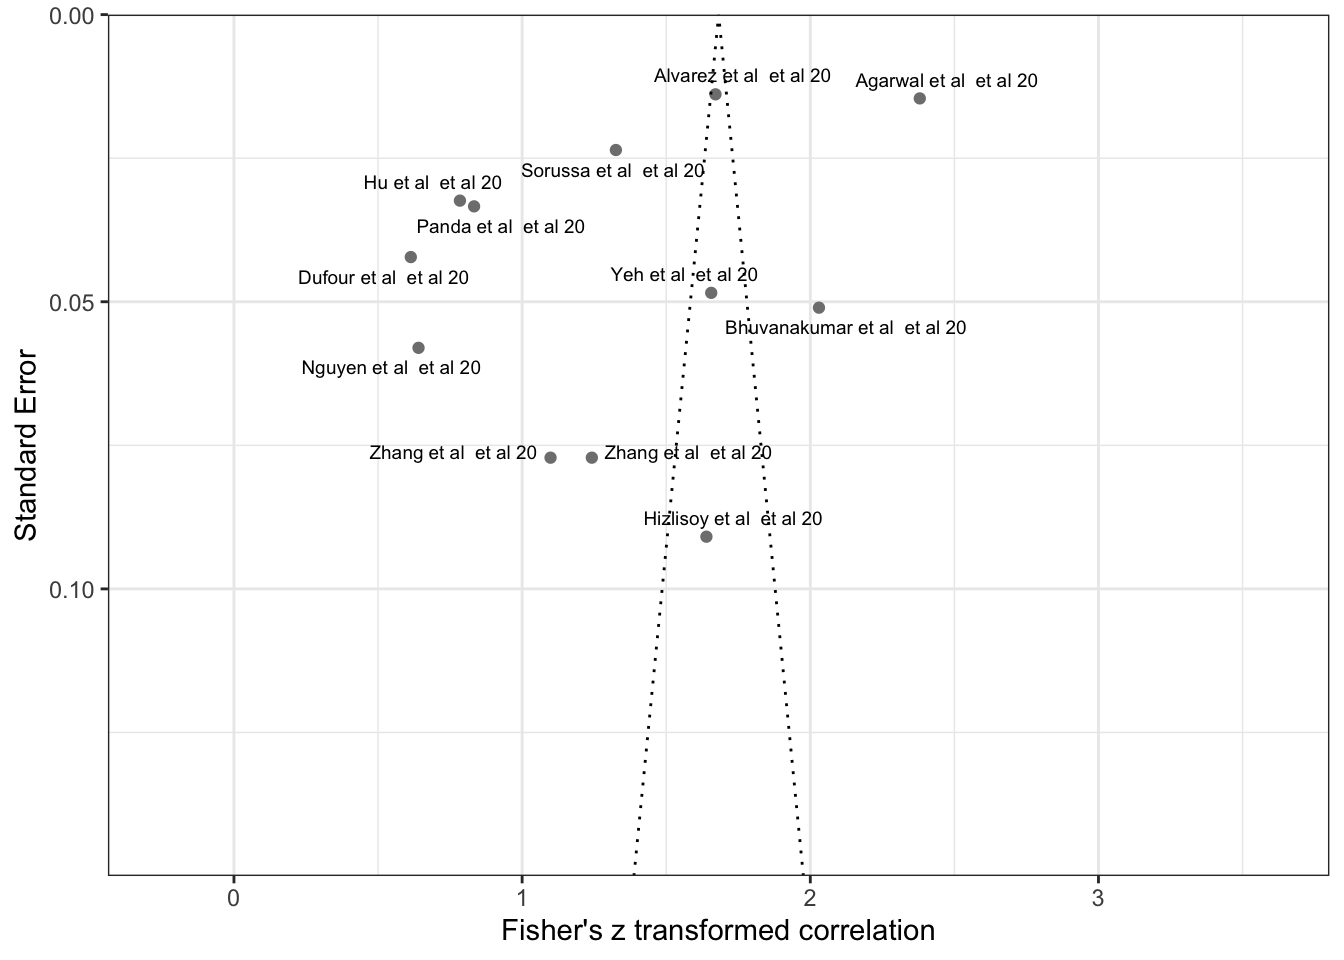 0.00
Alvarez et al  et al 20
Agarwal et al  et al 20
Sorussa et al  et al 20
Hu et al  et al 20
Panda et al  et al 20
Dufour et al  et al 20
Yeh et al  et al 20
0.05
Bhuvanakumar et al  et al 20
Nguyen et al  et al 20
Zhang et al  et al 20
Zhang et al  et al 20
Hizlisoy et al  et al 20
0.10
Standard Error
0
1
2
3
Fisher's z transformed correlation